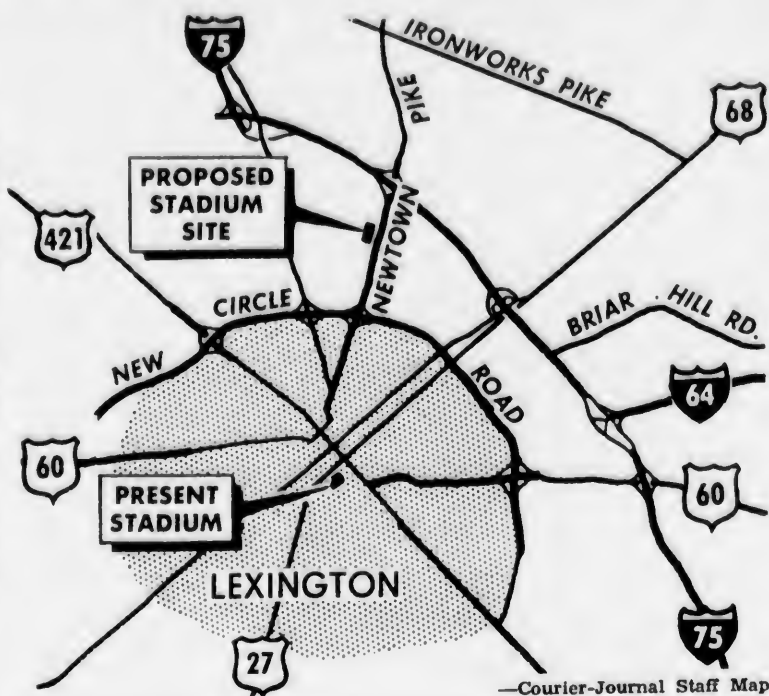 75
IRONWORKS PIKE
PIKE
68
PROPOSED
STADIUM
SITE
421
NEWTOWN
CIRCLE
NEW
ROAD
BRIAR HILL RD.
64
60
60
PRESENT
STADIUM
LEXINGTON
27
75
—Courier-Journal Staff Map